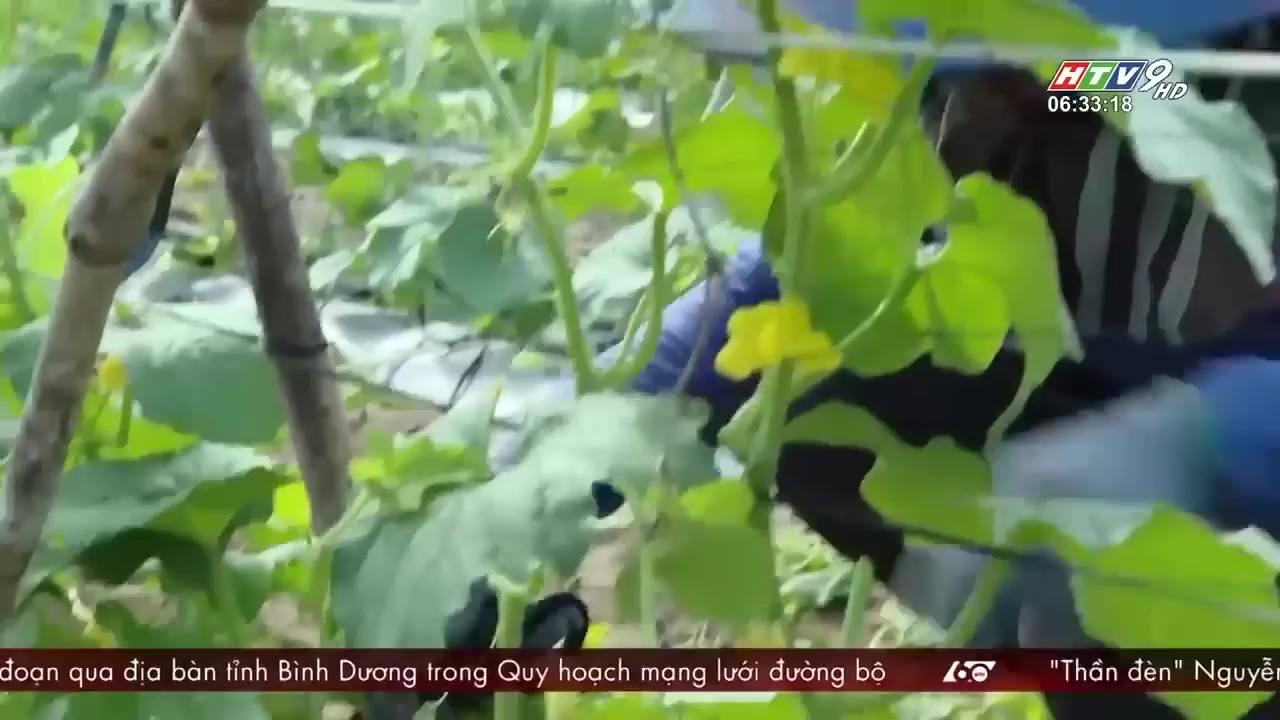 HTV9 HD
06:33:18
đoạn qua địa bàn tỉnh Bình Dương trong Quy hoạch mạng lưới đường bộ 60 "Thần đèn"